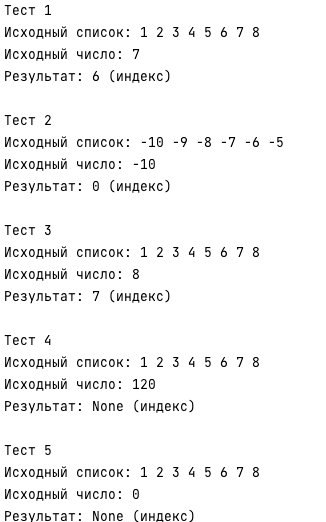 Тест 1
Исходный список: 1 2 3 4 5 6 7 8
Исходный число: 7
Результат: 6 (индекс)
Тест 2
Исходный список: -10 -9 -8 -7 -6 -5
Исходный число: -10
Результат: 0 (индекс)
Тест 3
Исходный список: 1 2 3 4 5 6 7 8
Исходный число: 8
Результат: 7 (индекс)
Тест 4
Исходный список: 1 2 3 4 5 6 7 8
Исходный число: 120
Результат: None (индекс)
Тест 5
Исходный список: 1 2 3 4 5 6 7 8
Исходный число: 0
Результат: None (индекс)